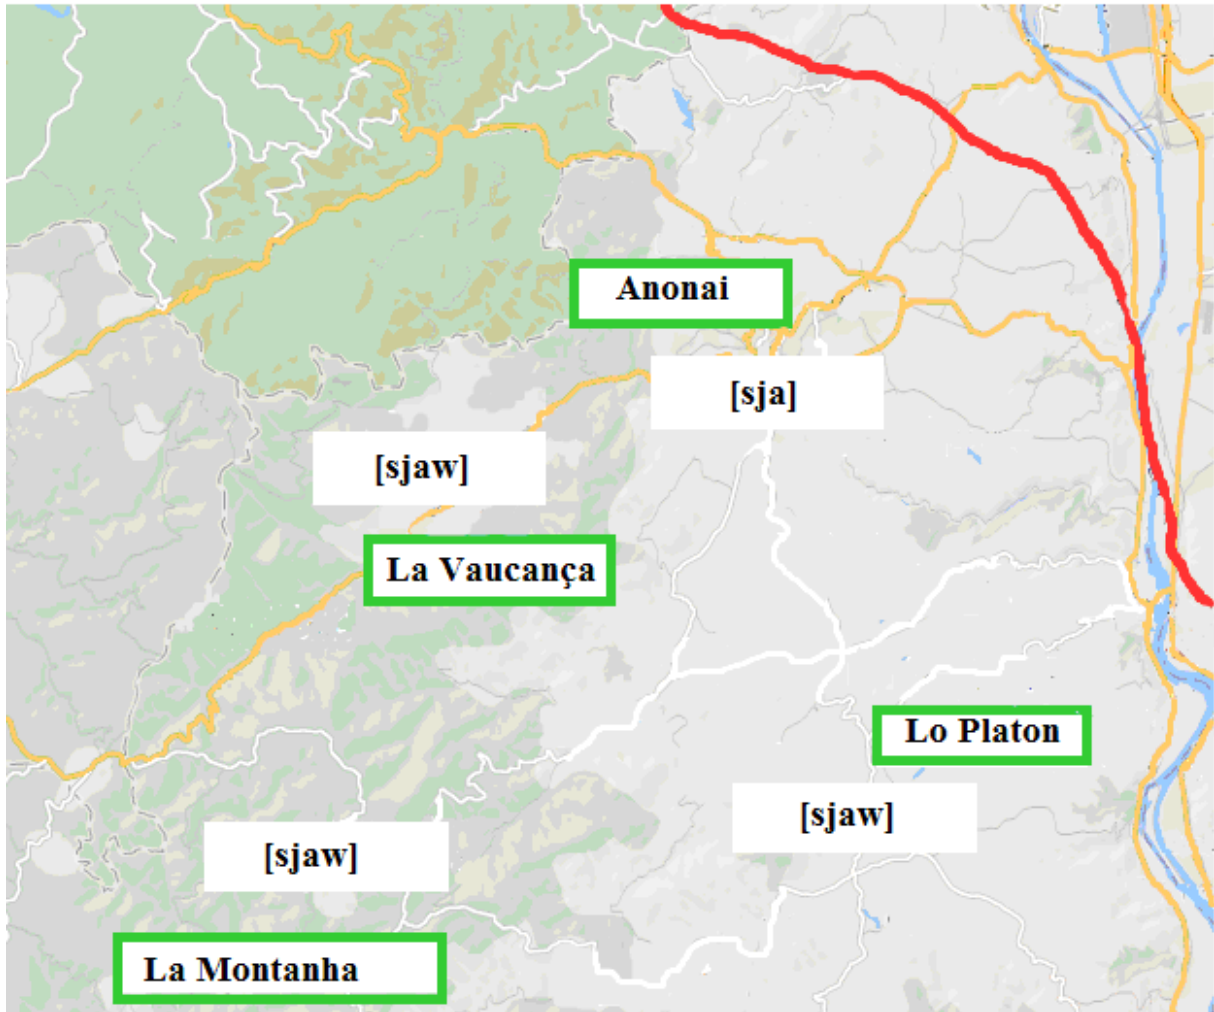 Anonai
[sja]
[sjaw]
La Vaucança
Lo Platon
[sjaw]
[sjaw]
La Montanha